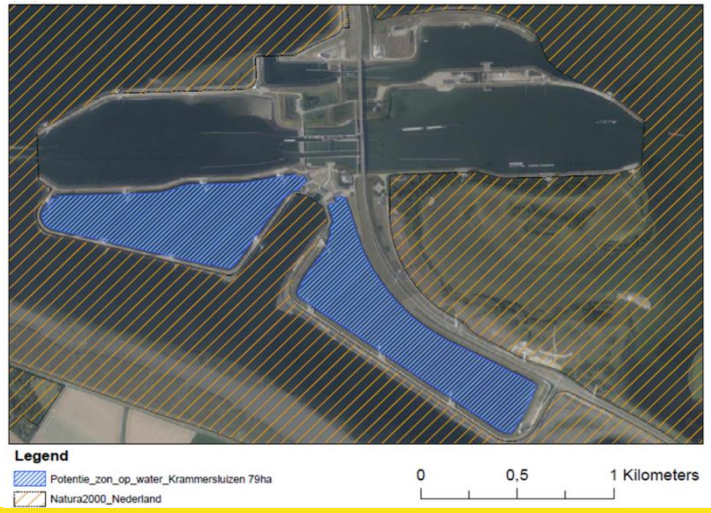 Legend
Potentie_zon_op_water_Krammersluizen 79ha
Natura2000_Nederland
0 0,5 1 Kilometers